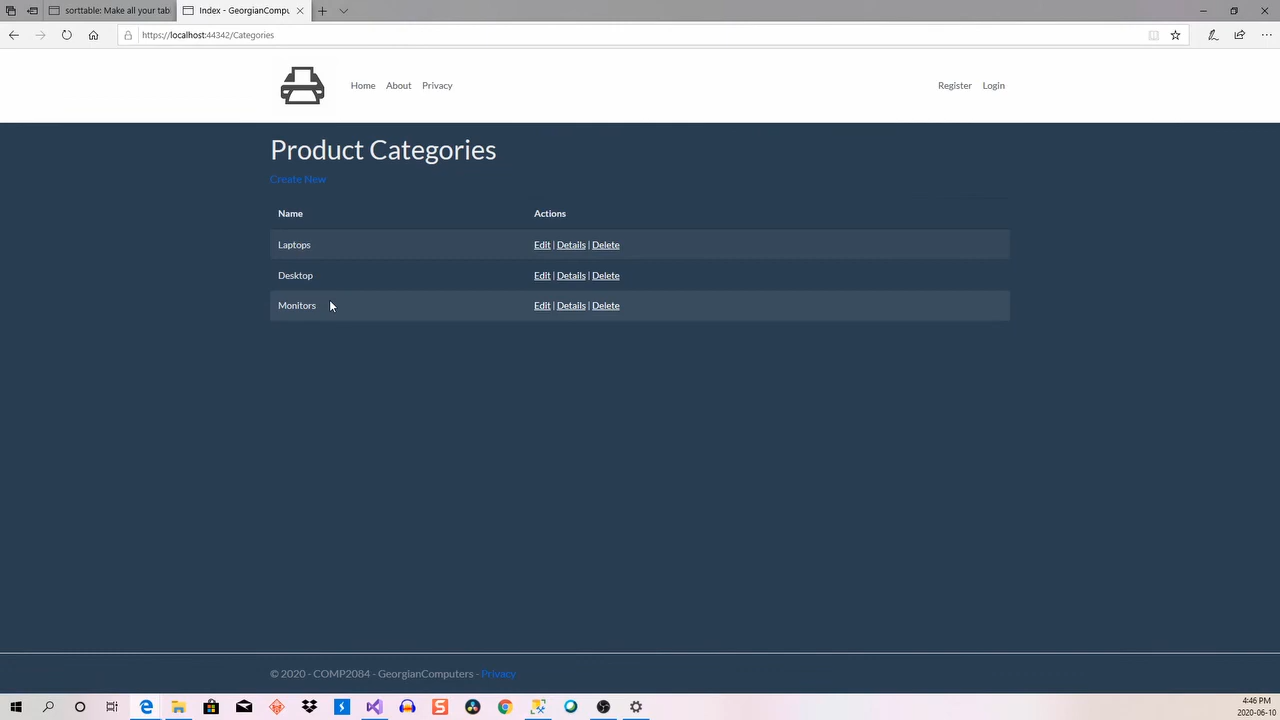 sorttable: Make all your tab
Index - GeorgianCompu
https://localhost:44342/Categories
Home About Privacy Register Login
Product Categories
Create New
Name Actions
Laptops Edit | Details | Delete
Desktop Edit | Details | Delete
Monitors Edit | Details | Delete
© 2020 - COMP2084 - GeorgianComputers - Privacy
4:46 PM
2020-06-10